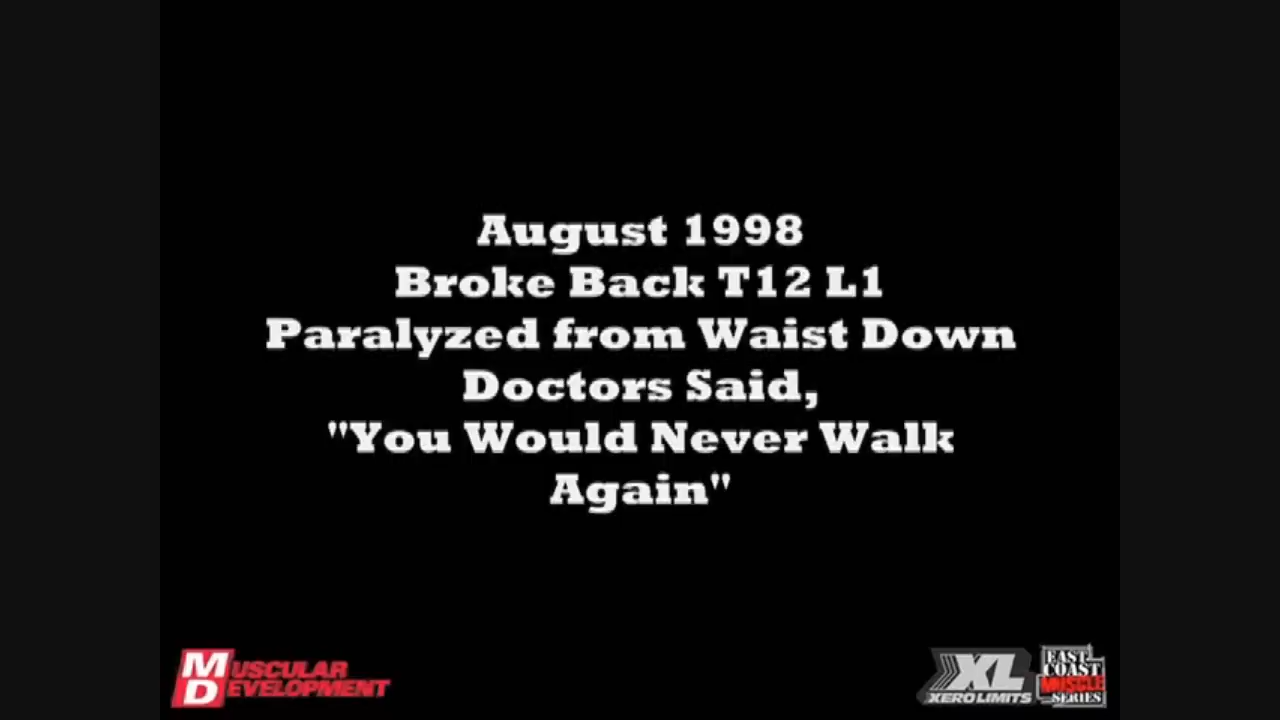 August 1998
Broke Back T12 L1
Paralyzed from Waist Down
Doctors Said,
"You Would Never Walk
Again"
MUSCULAR
DEVELOPMENT
XL
XERO LIMITS
EAST
COAST
MUSCLE
SERIES